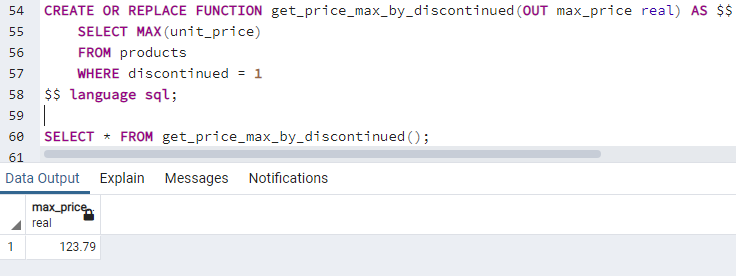 54 CREATE OR REPLACE FUNCTION get_price_max_by_discontinued(OUT max_price real) AS $$
55     SELECT MAX(unit_price)
56     FROM products
57     WHERE discontinued = 1
58 $$ language sql;
59
60 SELECT * FROM get_price_max_by_discontinued();
61
Data Output Explain Messages Notifications
max_price
real
1 123.79